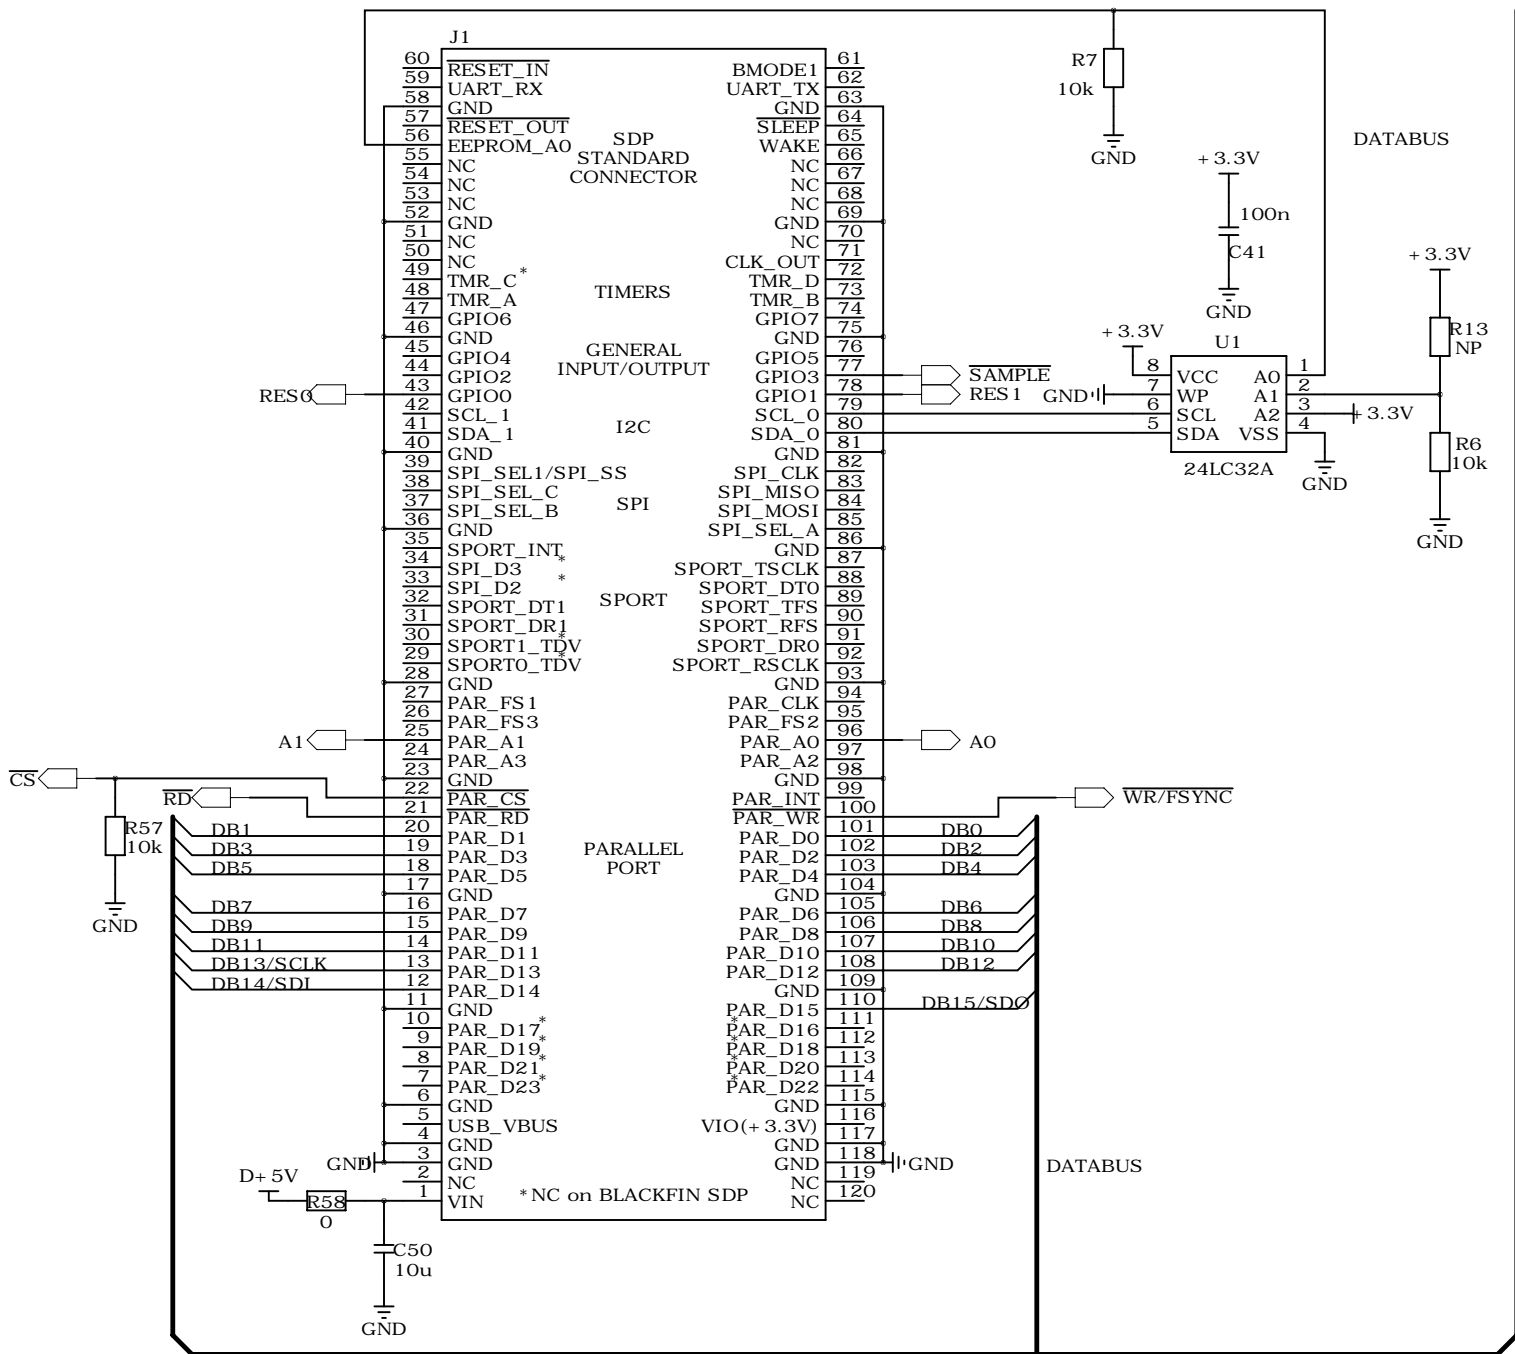 J1
SDP
STANDARD
CONNECTOR
TIMERS
GENERAL
INPUT/OUTPUT
I2C
SPI
SPORT
PARALLEL
PORT
*NC on BLACKFIN SDP
60 RESET_IN
59 UART_RX
58 GND
57 RESET_OUT
56 EEPROM_A0
55 NC
54 NC
53 NC
52 GND
51 NC
50 NC
49 TMR_C*
48 TMR_A
47 GPIO6
46 GND
45 GPIO4
44 GPIO2
43 GPIO0
42 SCL_1
41 SDA_1
40 GND
39 SPI_SEL1/SPI_SS
38 SPI_SEL_C
37 SPI_SEL_B
36 GND
35 SPORT_INT
34 SPI_D3*
33 SPI_D2*
32 SPORT_DT1
31 SPORT_DR1
30 SPORT1_TDV*
29 SPORT0_TDV*
28 GND
27 PAR_FS1
26 PAR_FS3
25 PAR_A1
24 PAR_A3
23 GND
22 PAR_CS
21 PAR_RD
20 PAR_D1
19 PAR_D3
18 PAR_D5
17 GND
16 PAR_D7
15 PAR_D9
14 PAR_D11
13 PAR_D13
12 PAR_D14
11 GND
10 PAR_D17*
9 PAR_D19*
8 PAR_D21*
7 PAR_D23*
6 GND
5 USB_VBUS
4 GND
3 GND
2 NC
1 VIN
BMODE1 61
UART_TX 62
GND 63
SLEEP 64
WAKE 65
NC 66
NC 67
NC 68
GND 69
NC 70
CLK_OUT 71
TMR_D 72
TMR_B 73
GPIO7 74
GND 75
GPIO5 76
GPIO3 77
GPIO1 78
SCL_0 79
SDA_0 80
GND 81
SPI_CLK 82
SPI_MISO 83
SPI_MOSI 84
SPI_SEL_A 85
GND 86
SPORT_TSCLK 87
SPORT_DT0 88
SPORT_TFS 89
SPORT_RFS 90
SPORT_DR0 91
SPORT_RSCLK 92
GND 93
PAR_CLK 94
PAR_FS2 95
PAR_A0 96
PAR_A2 97
GND 98
PAR_INT 99
PAR_WR 100
PAR_D0 101
PAR_D2 102
PAR_D4 103
GND 104
PAR_D6 105
PAR_D8 106
PAR_D10 107
PAR_D12 108
GND 109
PAR_D15 110
*PAR_D16 111
*PAR_D18 112
*PAR_D20 113
*PAR_D22 114
GND 115
VIO(+3.3V) 116
GND 117
GND 118
NC 119
NC 120
RES0
A1
CS
RD
R57
10k
GND
DB1
DB3
DB5
DB7
DB9
DB11
DB13/SCLK
DB14/SDI
GND
D+5V
R58
0
C50
10u
GND
SAMPLE
RES1
A0
WR/FSYNC
DB0
DB2
DB4
DB6
DB8
DB10
DB12
DB15/SDO
GND
DATABUS
R7
10k
GND
DATABUS
+3.3V
100n
C41
GND
+3.3V
U1
8 VCC A0 1
GND 7 WP A1 2
6 SCL A2 3 +3.3V
5 SDA VSS 4
24LC32A
GND
+3.3V
R13
NP
R6
10k
GND